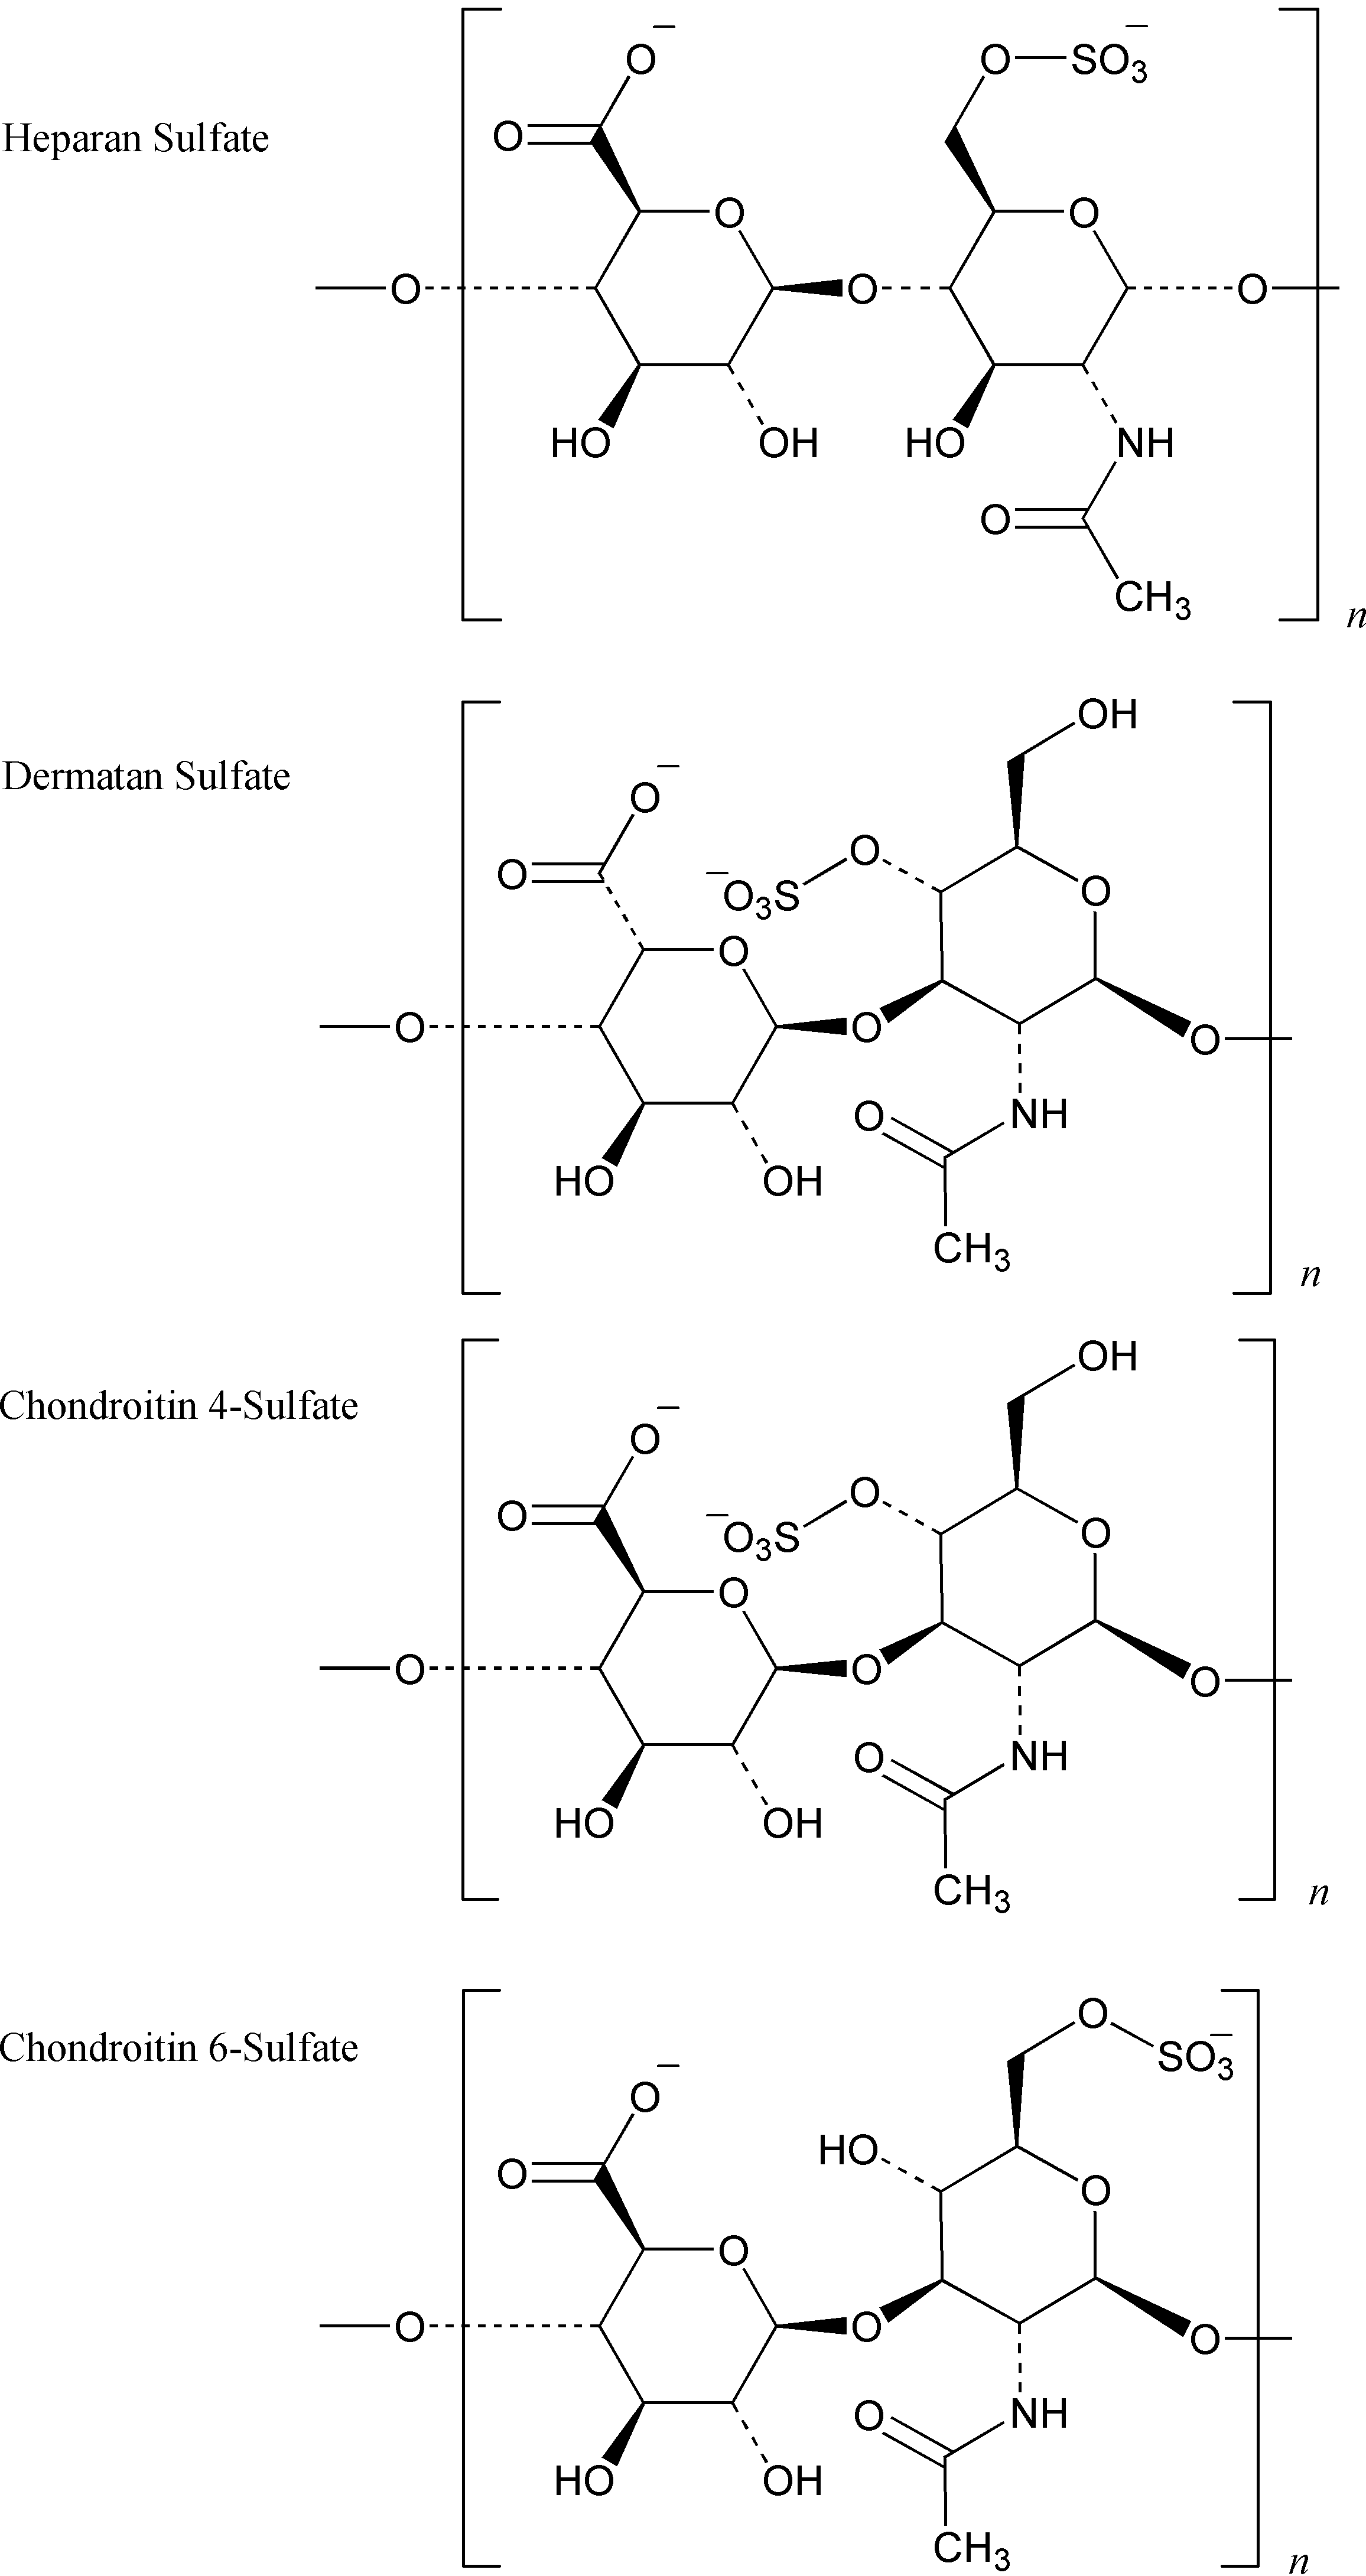 Heparan Sulfate
O⁻
O
O
O
O
O
O
O
SO₃⁻
HO
OH
HO
NH
O
CH₃
n
Dermatan Sulfate
OH
O⁻
O
O
⁻O₃S
O
O
O
O
O
HO
OH
O
NH
CH₃
n
Chondroitin 4-Sulfate
OH
O⁻
O
O
⁻O₃S
O
O
O
O
O
HO
OH
O
NH
CH₃
n
Chondroitin 6-Sulfate
O
SO₃⁻
O⁻
O
HO
O
O
O
O
O
HO
OH
O
NH
CH₃
n